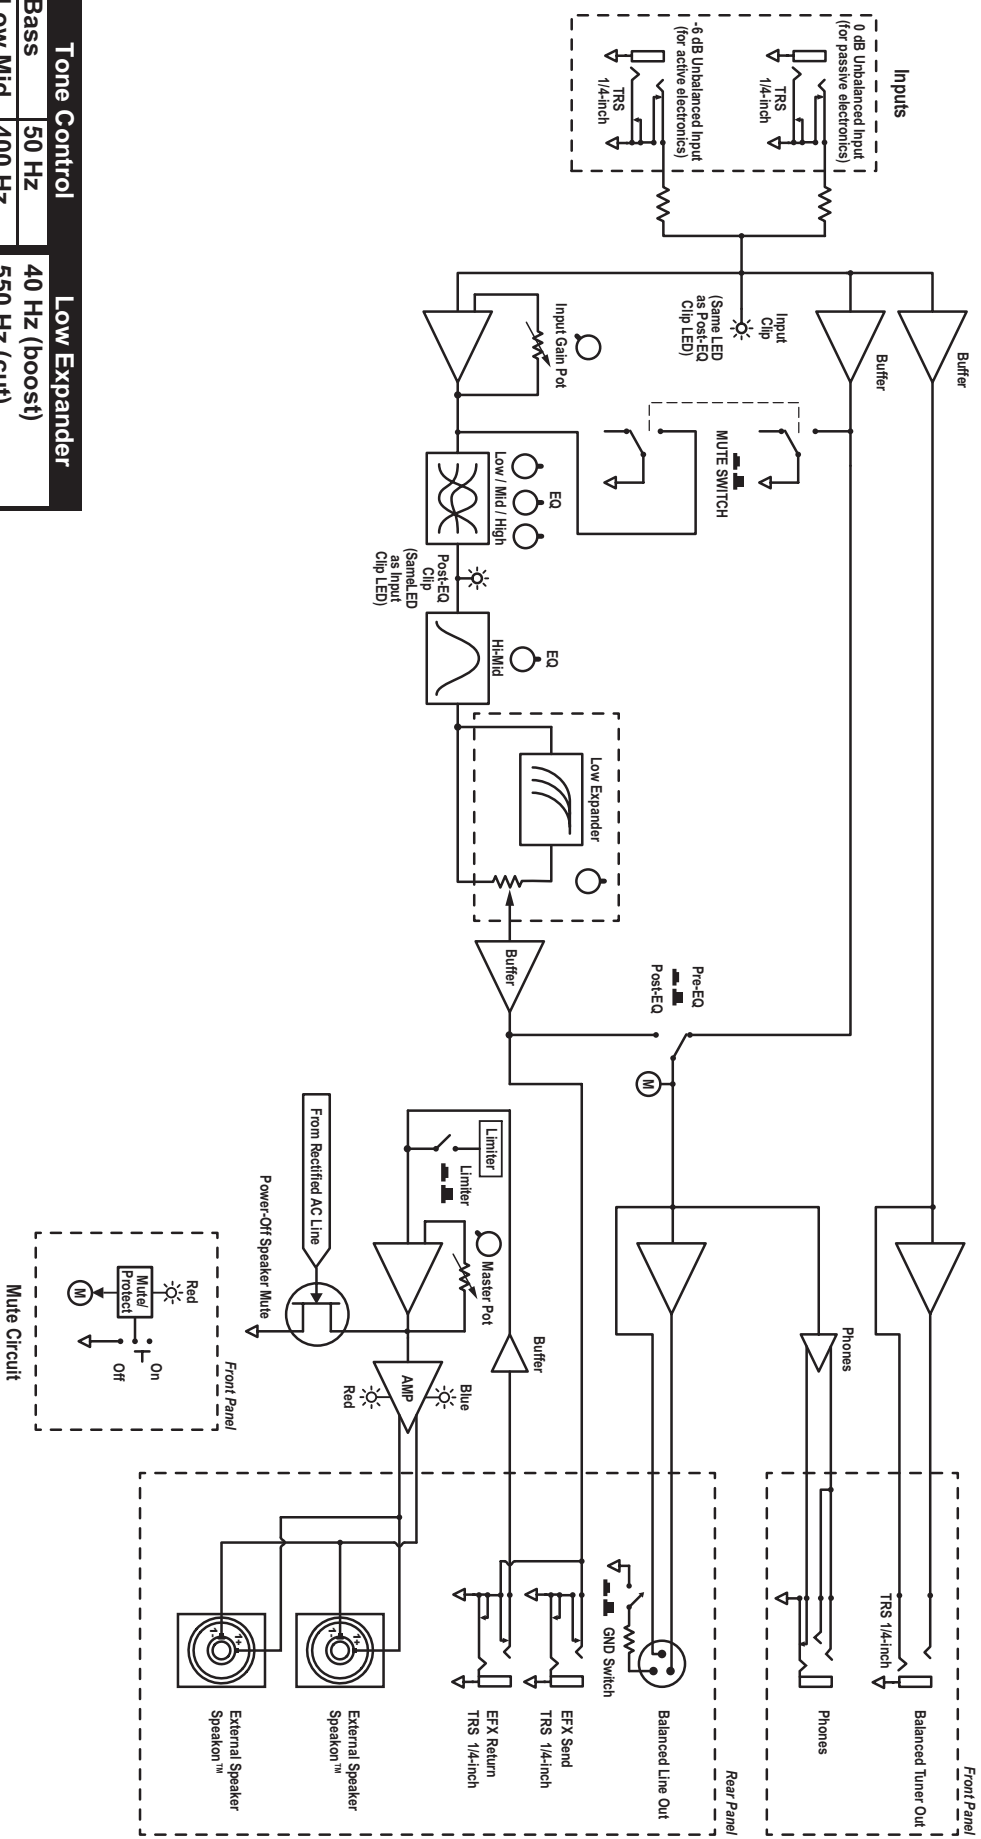 Inputs
0 dB Unbalanced Input
(for passive electronics)
TRS
1/4-inch
-6 dB Unbalanced Input
(for active electronics)
TRS
1/4-inch
Buffer
Buffer
Input
Clip
(Same LED
as Post-EQ
Clip LED)
Input Gain Pot
MUTE SWITCH
EQ
Low / Mid / High
Post-EQ
Clip
(SameLED
as Input
Clip LED)
EQ
Hi-Mid
Low Expander
Buffer
Pre-EQ
Post-EQ
M
Limiter
Limiter
Master Pot
From Rectified AC Line
Power-Off Speaker Mute
Buffer
AMP
Blue
Red
Phones
Front Panel
Balanced Tuner Out
TRS 1/4-inch
Phones
Rear Panel
Balanced Line Out
GND Switch
EFX Send
TRS 1/4-inch
EFX Return
TRS 1/4-inch
1+
1-
External Speaker
Speakon™
1+
1-
External Speaker
Speakon™
Front Panel
Red
Mute/
Protect
M
On
Off
Mute Circuit
Tone Control Low Expander
Bass 50 Hz 40 Hz (boost)
Low Mid 400 Hz 550 Hz (cut)